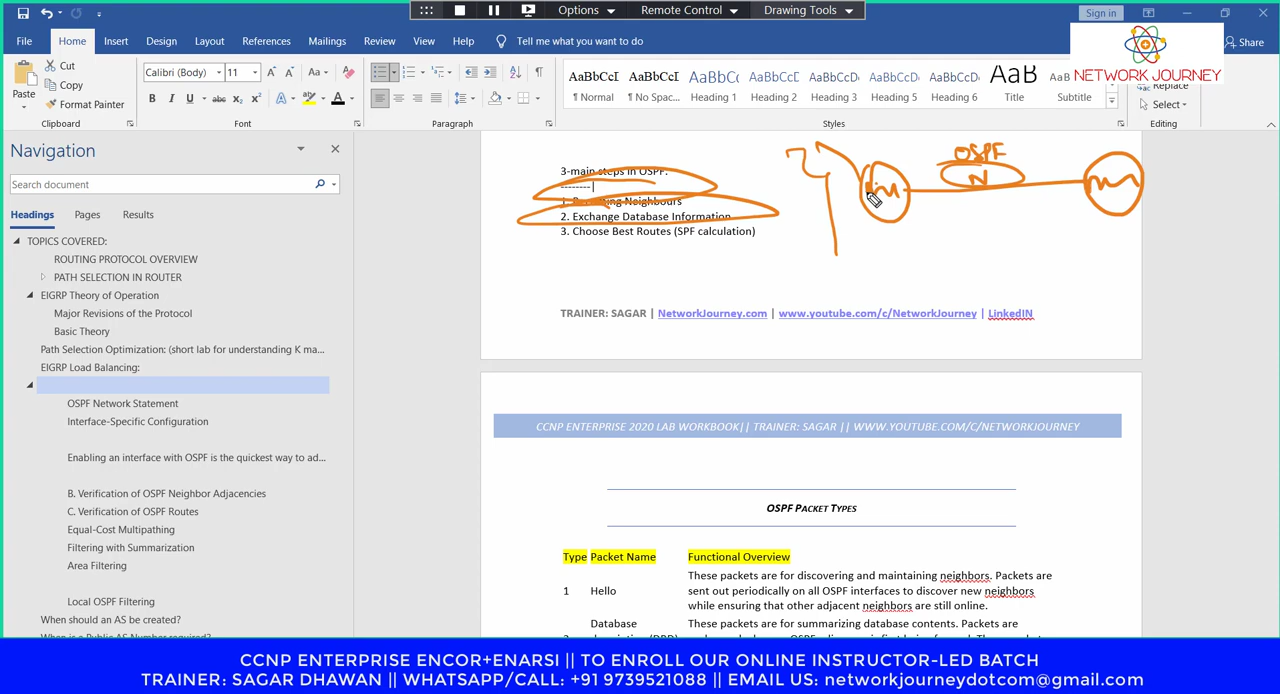 Options
Remote Control
Drawing Tools
Sign in
File Home Insert Design Layout References Mailings Review View Help Tell me what you want to do
Share
NETWORK JOURNEY
Paste
Cut
Copy
Format Painter
Clipboard
Calibri (Body) 11
Font
Paragraph
AaBbCcI AaBbCcI AaBbC( AaBbCcI AaBbCcI AaBbCcI AaBbCcI AaB
¶ Normal ¶ No Spac... Heading 1 Heading 2 Heading 3 Heading 5 Heading 6 Title Subtitle
Styles
Replace
Select
Editing
Navigation
Search document
Headings Pages Results
TOPICS COVERED:
ROUTING PROTOCOL OVERVIEW
PATH SELECTION IN ROUTER
EIGRP Theory of Operation
Major Revisions of the Protocol
Basic Theory
Path Selection Optimization: (short lab for understanding K ma...
EIGRP Load Balancing:
OSPF Network Statement
Interface-Specific Configuration
Enabling an interface with OSPF is the quickest way to ad...
B. Verification of OSPF Neighbor Adjacencies
C. Verification of OSPF Routes
Equal-Cost Multipathing
Filtering with Summarization
Area Filtering
Local OSPF Filtering
When should an AS be created?
When is a Public AS Number required?
3-main steps in OSPF:
--------
1. Neighbours
2. Exchange Database Information
3. Choose Best Routes (SPF calculation)
OSPF
N
TRAINER: SAGAR | NetworkJourney.com | www.youtube.com/c/NetworkJourney | LinkedIN
CCNP ENTERPRISE 2020 LAB WORKBOOK|| TRAINER: SAGAR || WWW.YOUTUBE.COM/C/NETWORKJOURNEY
OSPF PACKET TYPES
Type Packet Name Functional Overview
These packets are for discovering and maintaining neighbors. Packets are
1 Hello sent out periodically on all OSPF interfaces to discover new neighbors
while ensuring that other adjacent neighbors are still online.
Database These packets are for summarizing database contents. Packets are
CCNP ENTERPRISE ENCOR+ENARSI || TO ENROLL OUR ONLINE INSTRUCTOR-LED BATCH
TRAINER: SAGAR DHAWAN || WHATSAPP/CALL: +91 9739521088 || EMAIL US: networkjourneydotcom@gmail.com